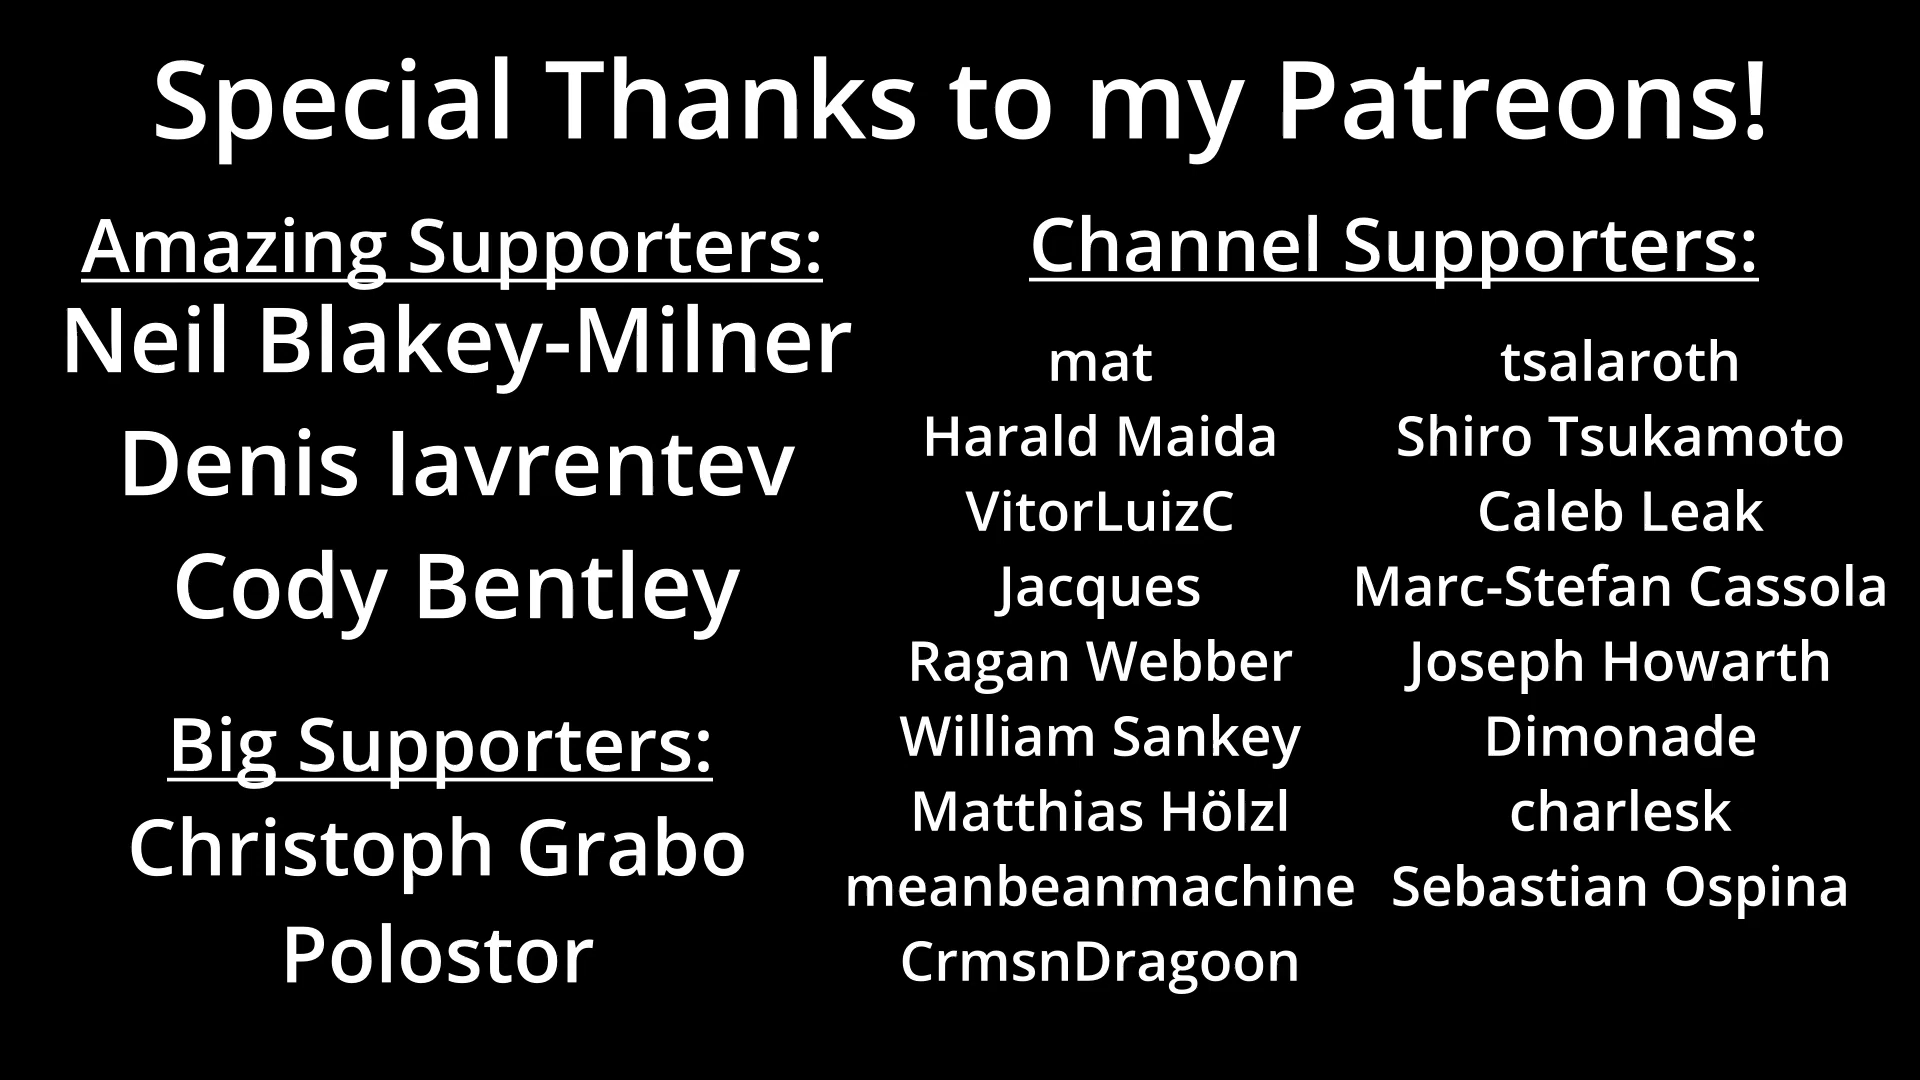 Special Thanks to my Patreons!
Amazing Supporters:
Neil Blakey-Milner
Denis Iavrentev
Cody Bentley
Big Supporters:
Christoph Grabo
Polostor
Channel Supporters:
mat
Harald Maida
VitorLuizC
Jacques
Ragan Webber
William Sankey
Matthias Hölzl
meanbeanmachine
CrmsnDragoon
tsalaroth
Shiro Tsukamoto
Caleb Leak
Marc-Stefan Cassola
Joseph Howarth
Dimonade
charlesk
Sebastian Ospina